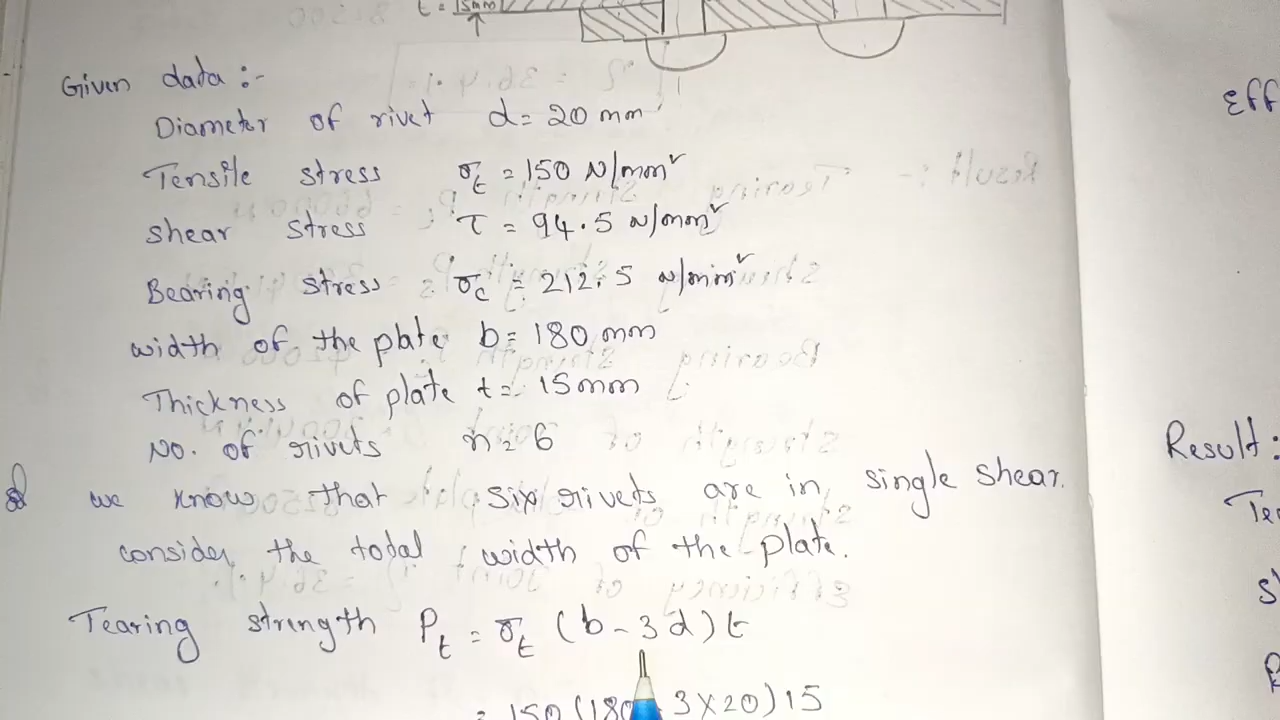 t = 15mm
Given data :-
Diameter of rivet d = 20 mm
Tensile stress σt = 150 N/mm²
Shear stress τ = 94.5 N/mm²
Bearing stress σc = 212.5 N/mm²
width of the plate b = 180 mm
Thickness of plate t = 15mm
No. of rivets n = 6
we know that six rivets are in single shear.
consider the total width of the plate.
Tearing strength Pt = σt (b - 3d) t
= 150 (180 - 3 × 20) 15
Eff
Result :
Te
S